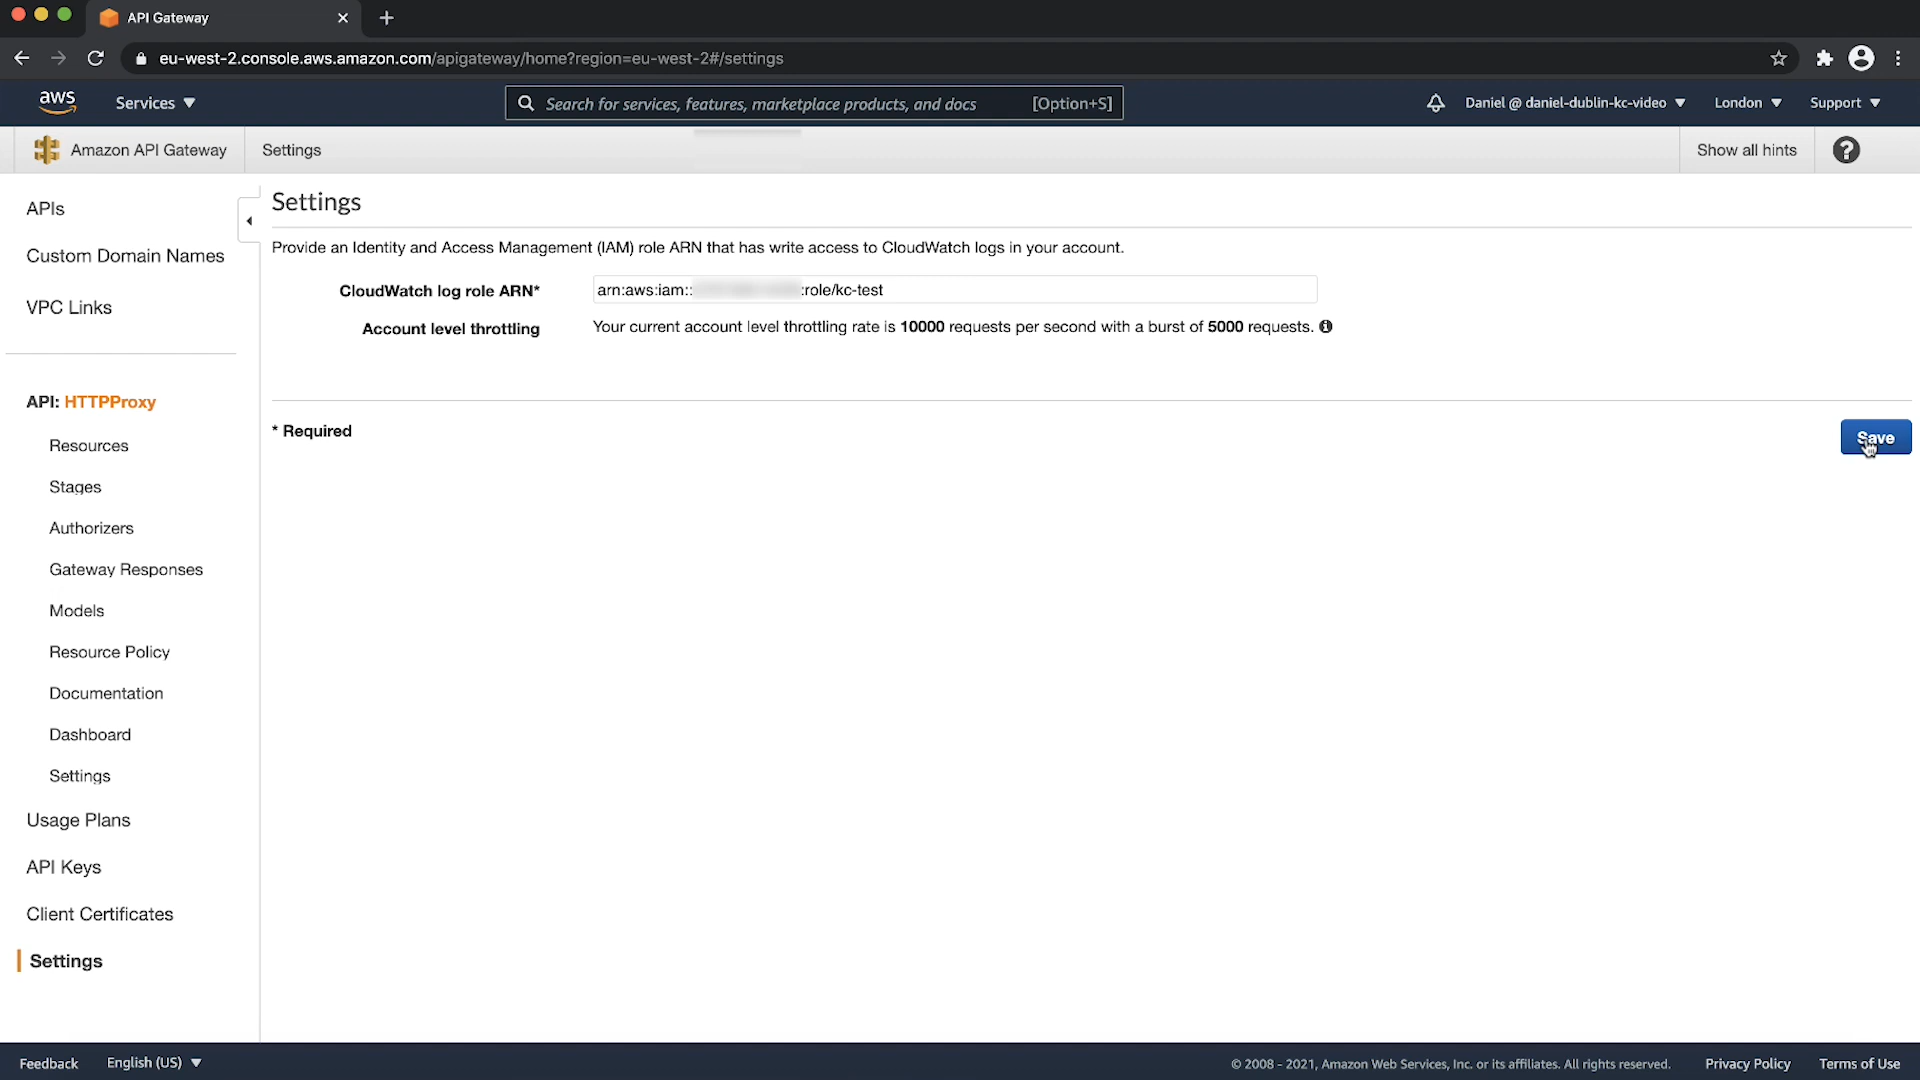 API Gateway
eu-west-2.console.aws.amazon.com/apigateway/home?region=eu-west-2#/settings
aws
Services
Search for services, features, marketplace products, and docs [Option+S]
Daniel @ daniel-dublin-kc-video
London
Support
Amazon API Gateway
Settings
Show all hints
?
APIs
Custom Domain Names
VPC Links
API: HTTPProxy
Resources
Stages
Authorizers
Gateway Responses
Models
Resource Policy
Documentation
Dashboard
Settings
Usage Plans
API Keys
Client Certificates
Settings
Settings
Provide an Identity and Access Management (IAM) role ARN that has write access to CloudWatch logs in your account.
CloudWatch log role ARN* arn:aws:iam:: :role/kc-test
Account level throttling Your current account level throttling rate is 10000 requests per second with a burst of 5000 requests.
* Required
Save
Feedback
English (US)
© 2008 - 2021, Amazon Web Services, Inc. or its affiliates. All rights reserved.
Privacy Policy
Terms of Use